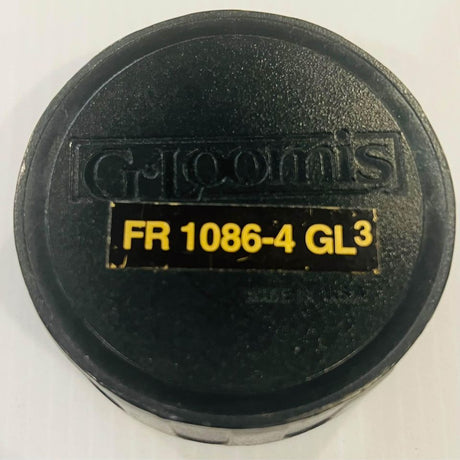 G.Loomis
FR 1086-4 GL3
MADE IN U.S.A.